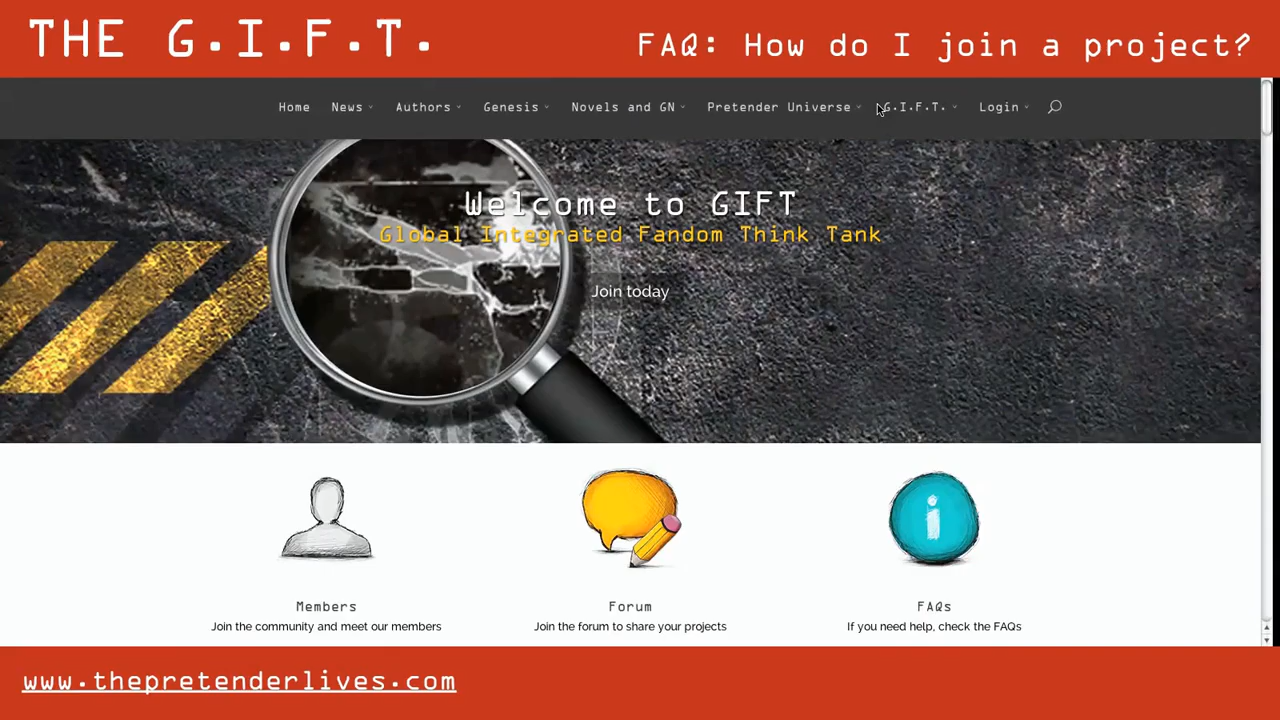 THE G.I.F.T.
FAQ: How do I join a project?
Home News Authors Genesis Novels and GN Pretender Universe G.I.F.T. Login
Welcome to GIFT
Global Integrated Fandom Think Tank
Join today
Members Forum FAQs
Join the community and meet our members Join the forum to share your projects If you need help, check the FAQs
www.thepretenderlives.com